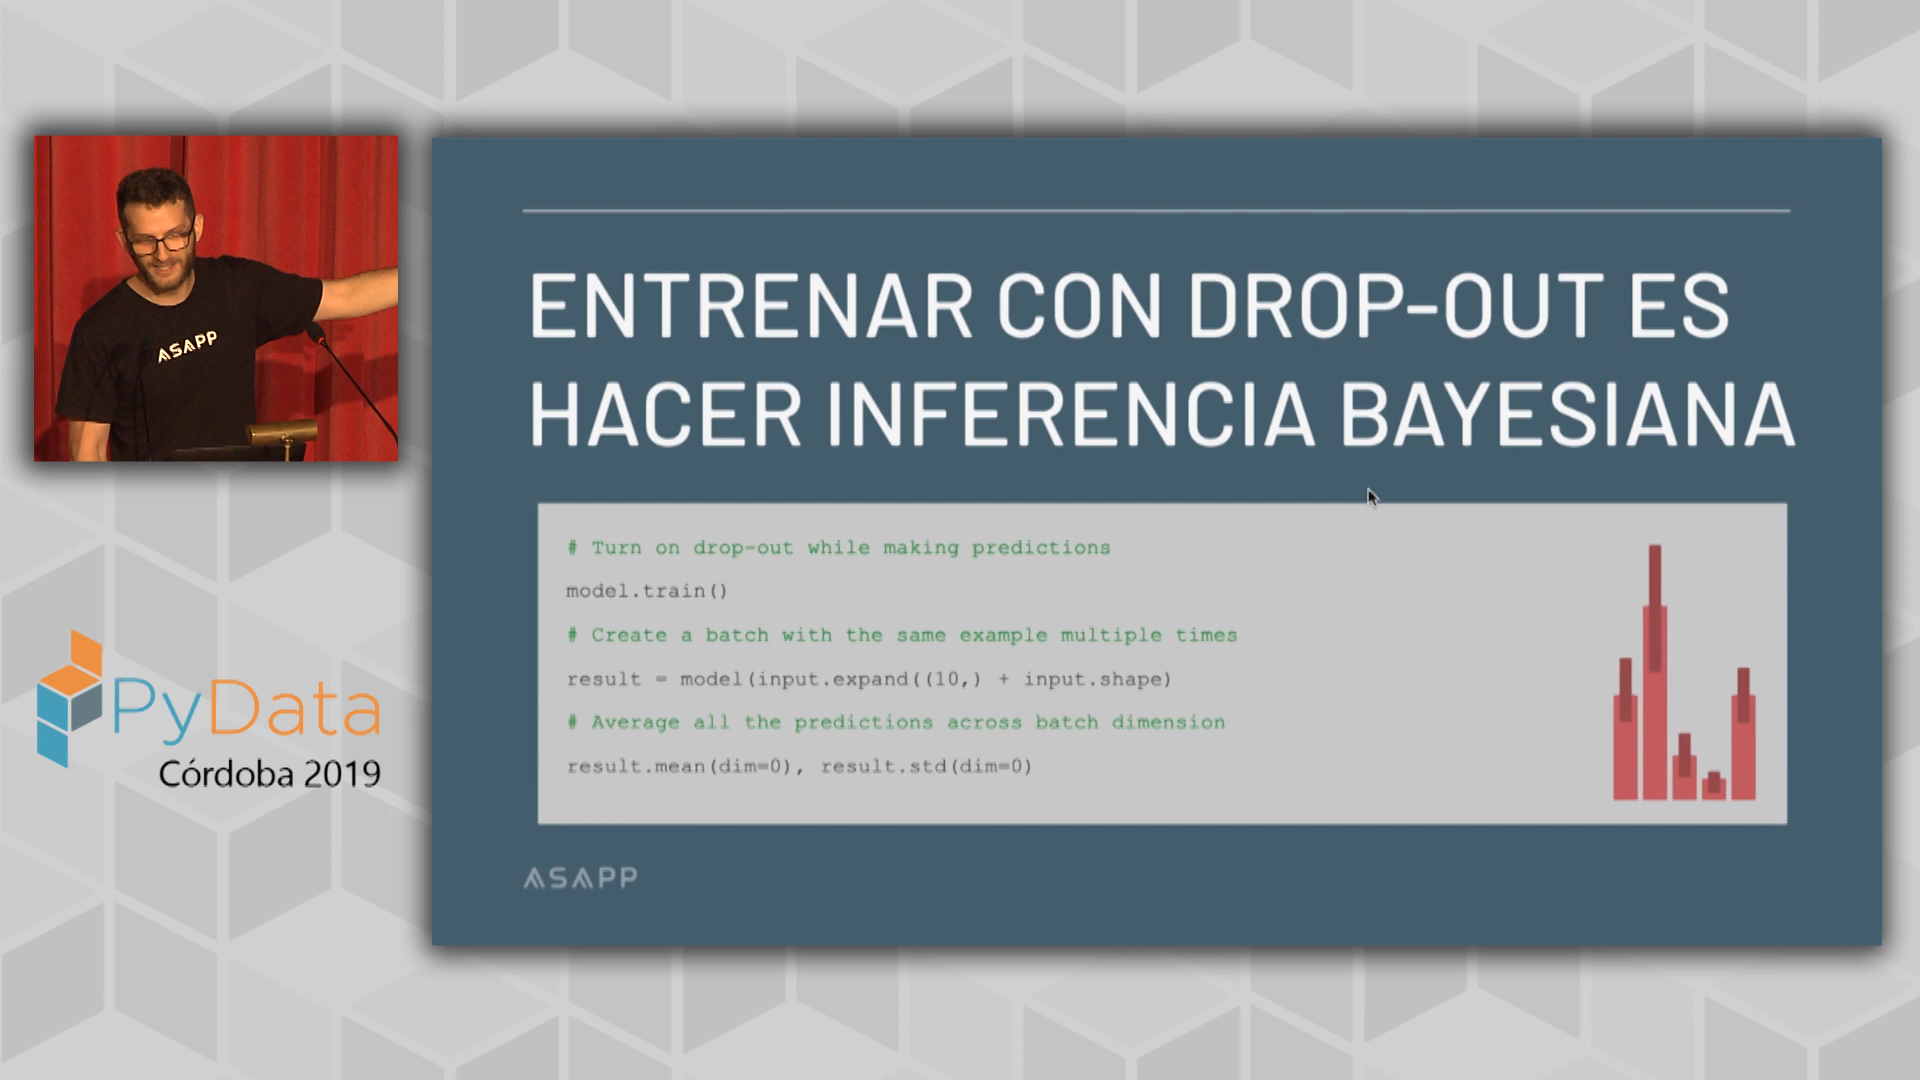 ASAPP
ENTRENAR CON DROP-OUT ES
HACER INFERENCIA BAYESIANA
# Turn on drop-out while making predictions
model.train()
# Create a batch with the same example multiple times
result = model(input.expand((10,) + input.shape)
# Average all the predictions across batch dimension
result.mean(dim=0), result.std(dim=0)
ASAPP
PyData
Córdoba 2019